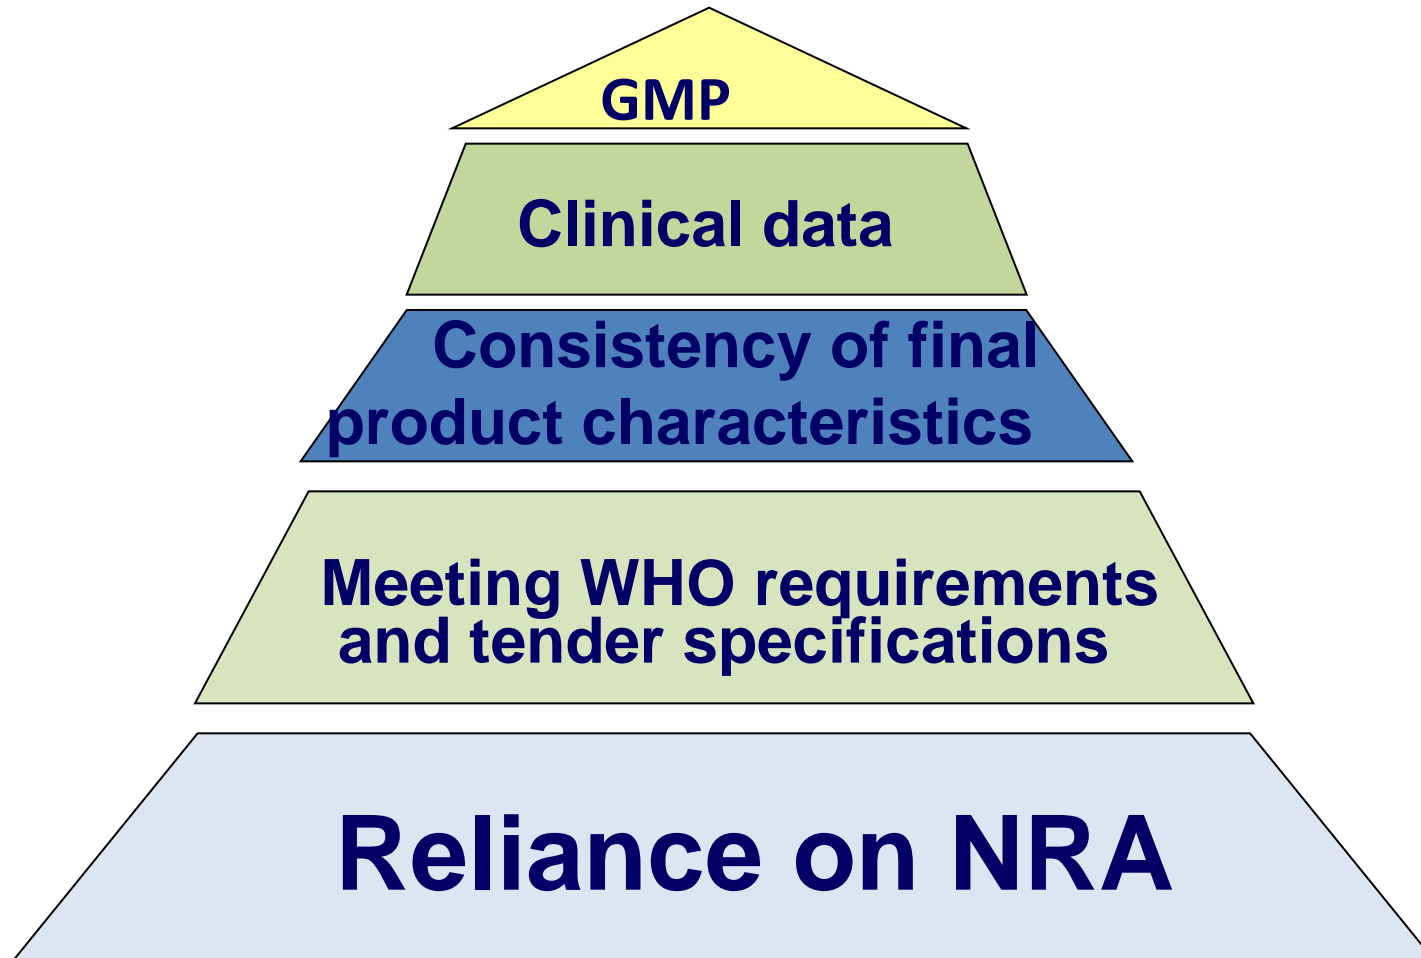 GMP
Clinical data
Consistency of final
product characteristics
Meeting WHO requirements
and tender specifications
Reliance on NRA